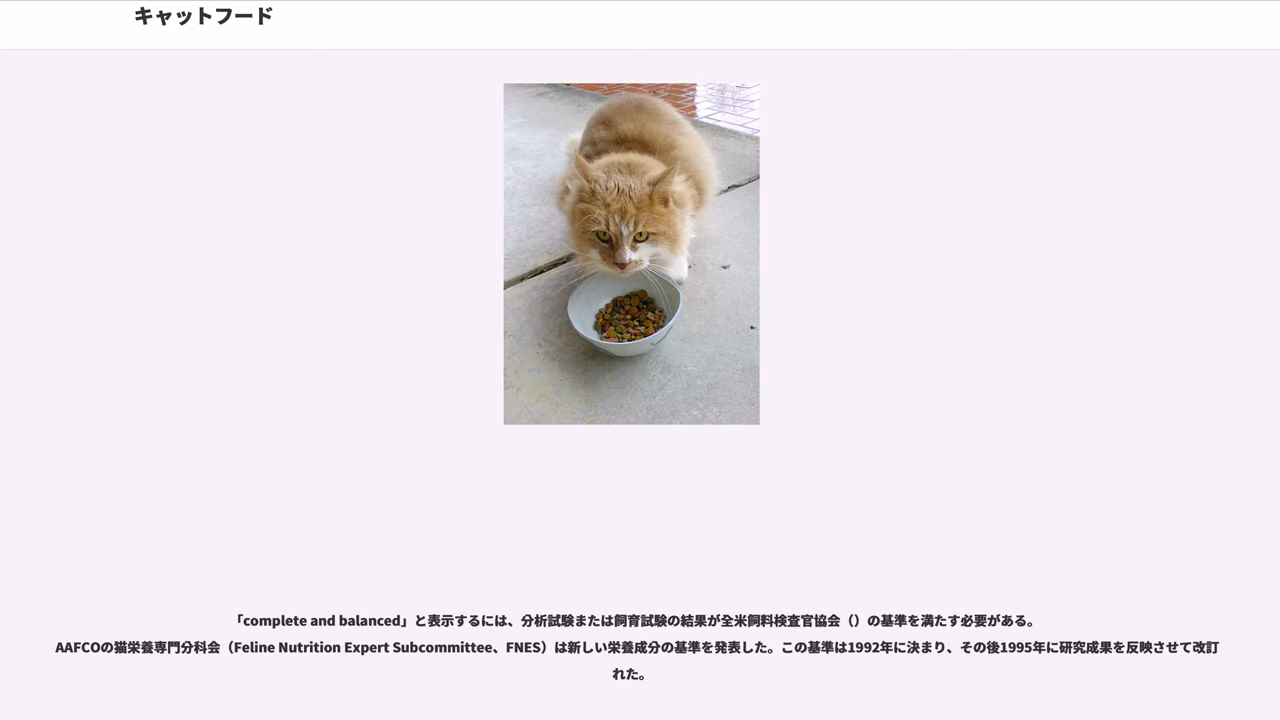 キャットフード
「complete and balanced」と表示するには、分析試験または飼育試験の結果が全米飼料検査官協会（）の基準を満たす必要がある。
AAFCOの猫栄養専門分科会（Feline Nutrition Expert Subcommittee、FNES）は新しい栄養成分の基準を発表した。この基準は1992年に決まり、その後1995年に研究成果を反映させて改訂
れた。